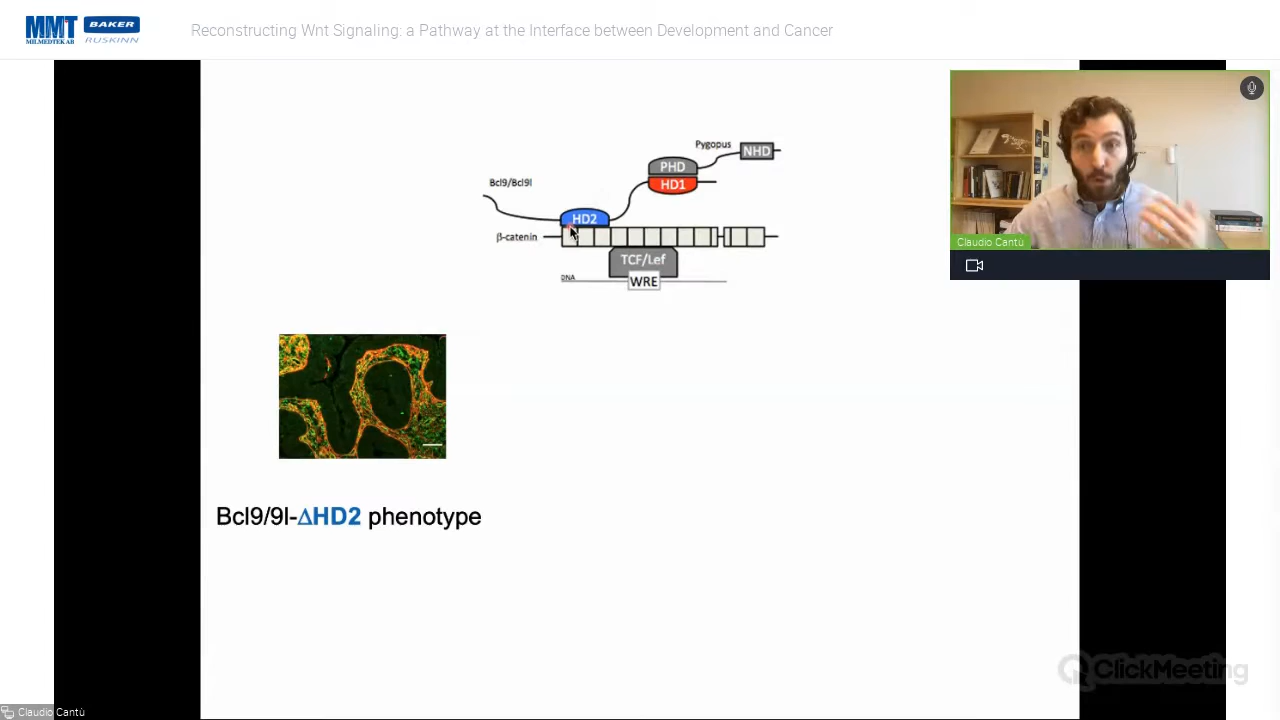 MMT
MILMEDTEK AB
BAKER
RUSKINN
Reconstructing Wnt Signaling: a Pathway at the Interface between Development and Cancer
Pygopus
NHD
PHD
HD1
Bcl9/Bcl9l
HD2
β-catenin
TCF/Lef
DNA
WRE
Claudio Cantù
Bcl9/9l-ΔHD2 phenotype
ClickMeeting
Claudio Cantù